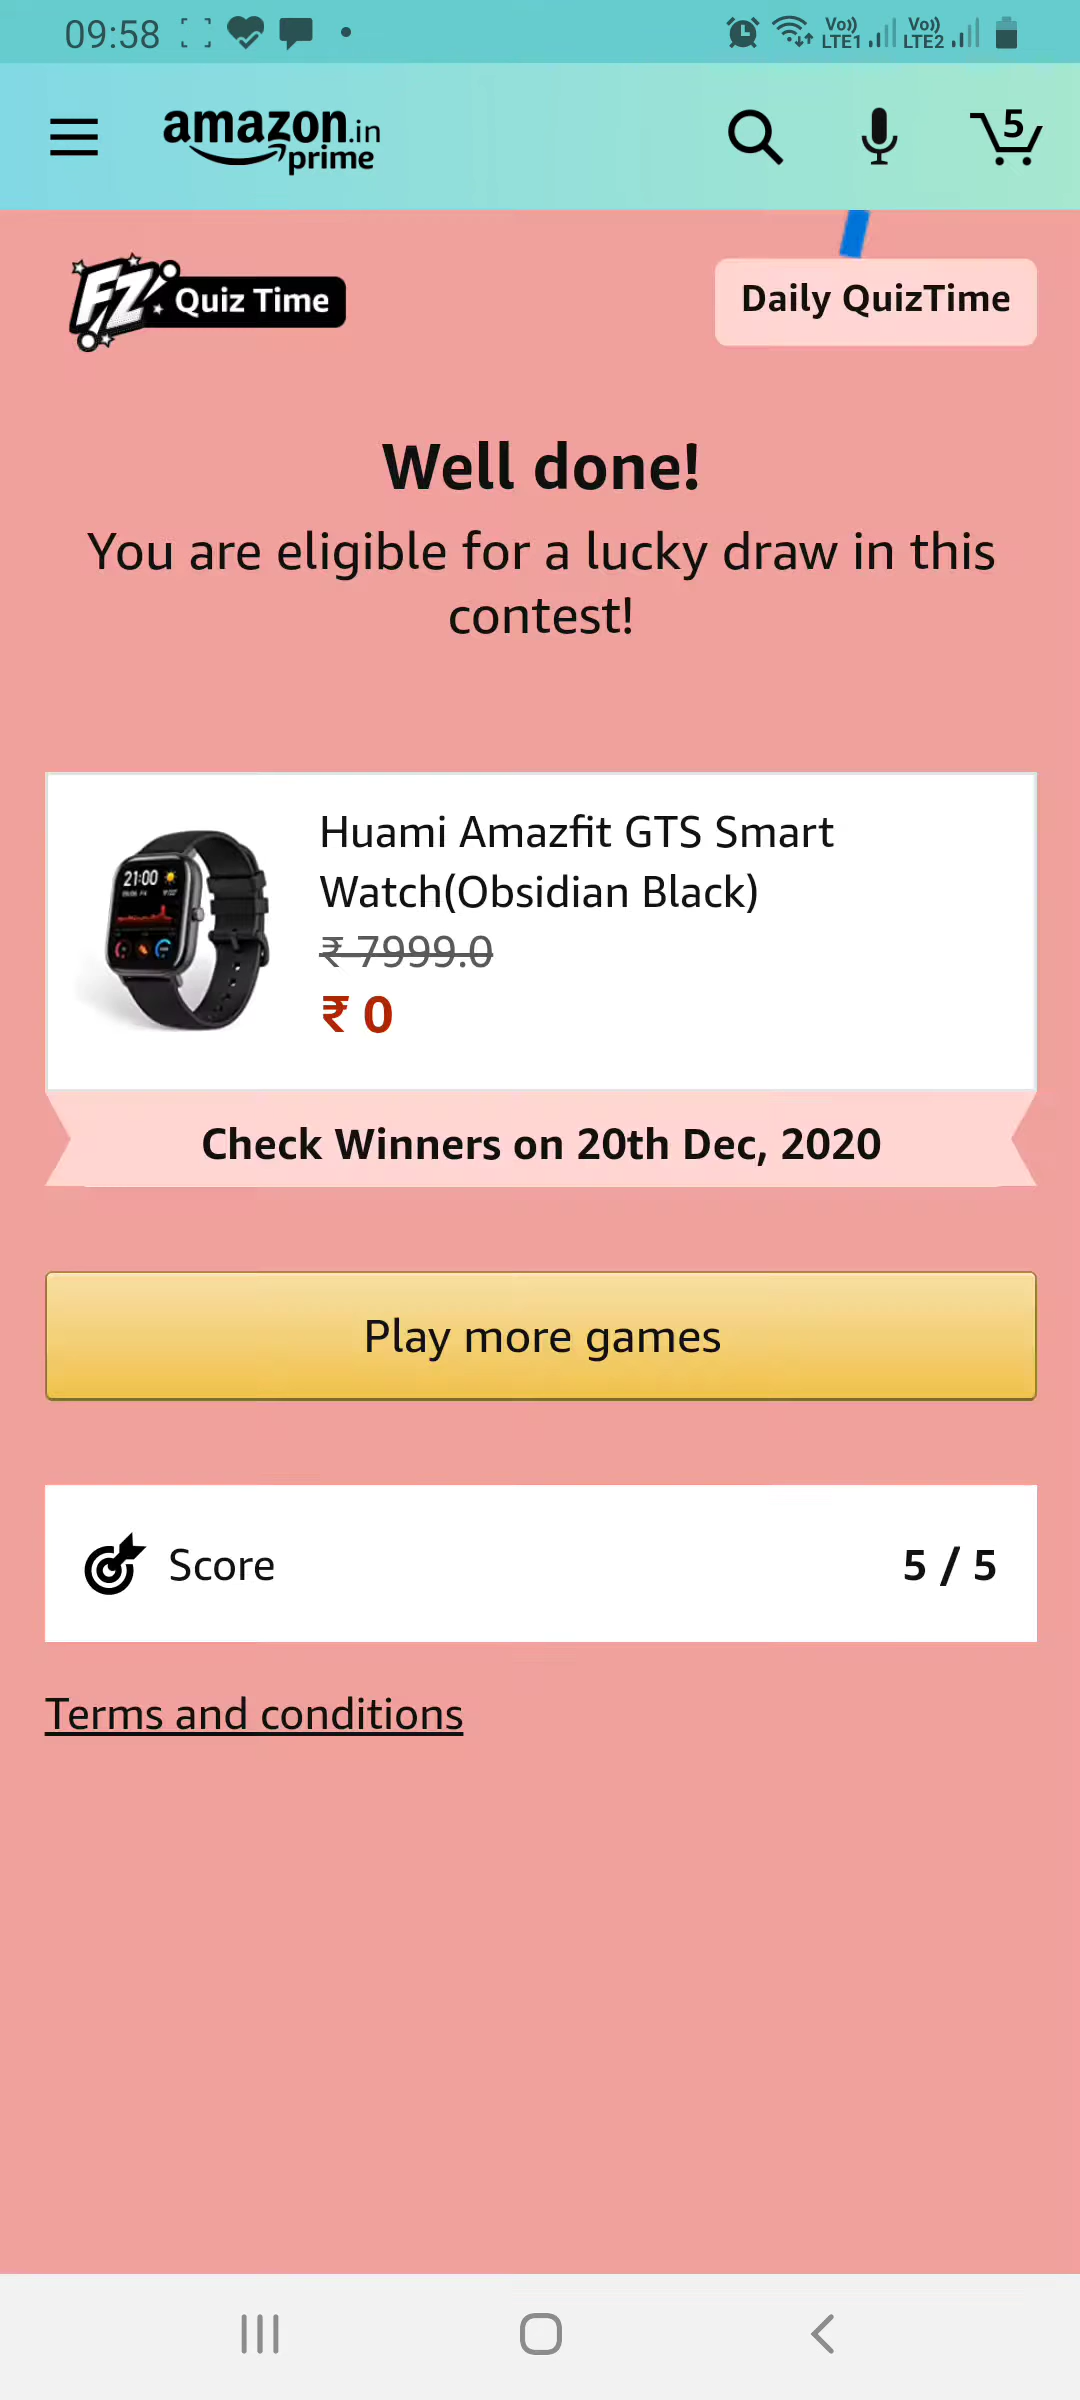 09:58 Vo)) LTE1 Vo)) LTE2
amazon.in
prime
5
FZ Quiz Time
Daily QuizTime
Well done!
You are eligible for a lucky draw in this
contest!
21:00
Huami Amazfit GTS Smart
Watch(Obsidian Black)
₹ 7999.0
₹ 0
Check Winners on 20th Dec, 2020
Play more games
Score 5 / 5
Terms and conditions